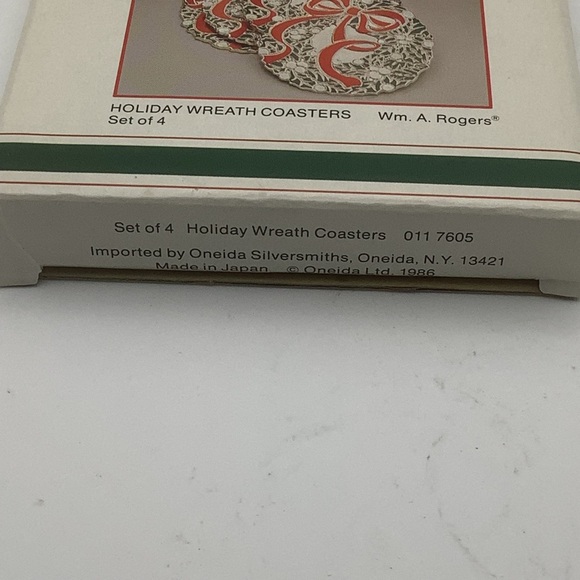 HOLIDAY WREATH COASTERS Wm. A. Rogers®
Set of 4
Set of 4 Holiday Wreath Coasters 011 7605
Imported by Oneida Silversmiths, Oneida, N.Y. 13421
Made in Japan © Oneida Ltd. 1986